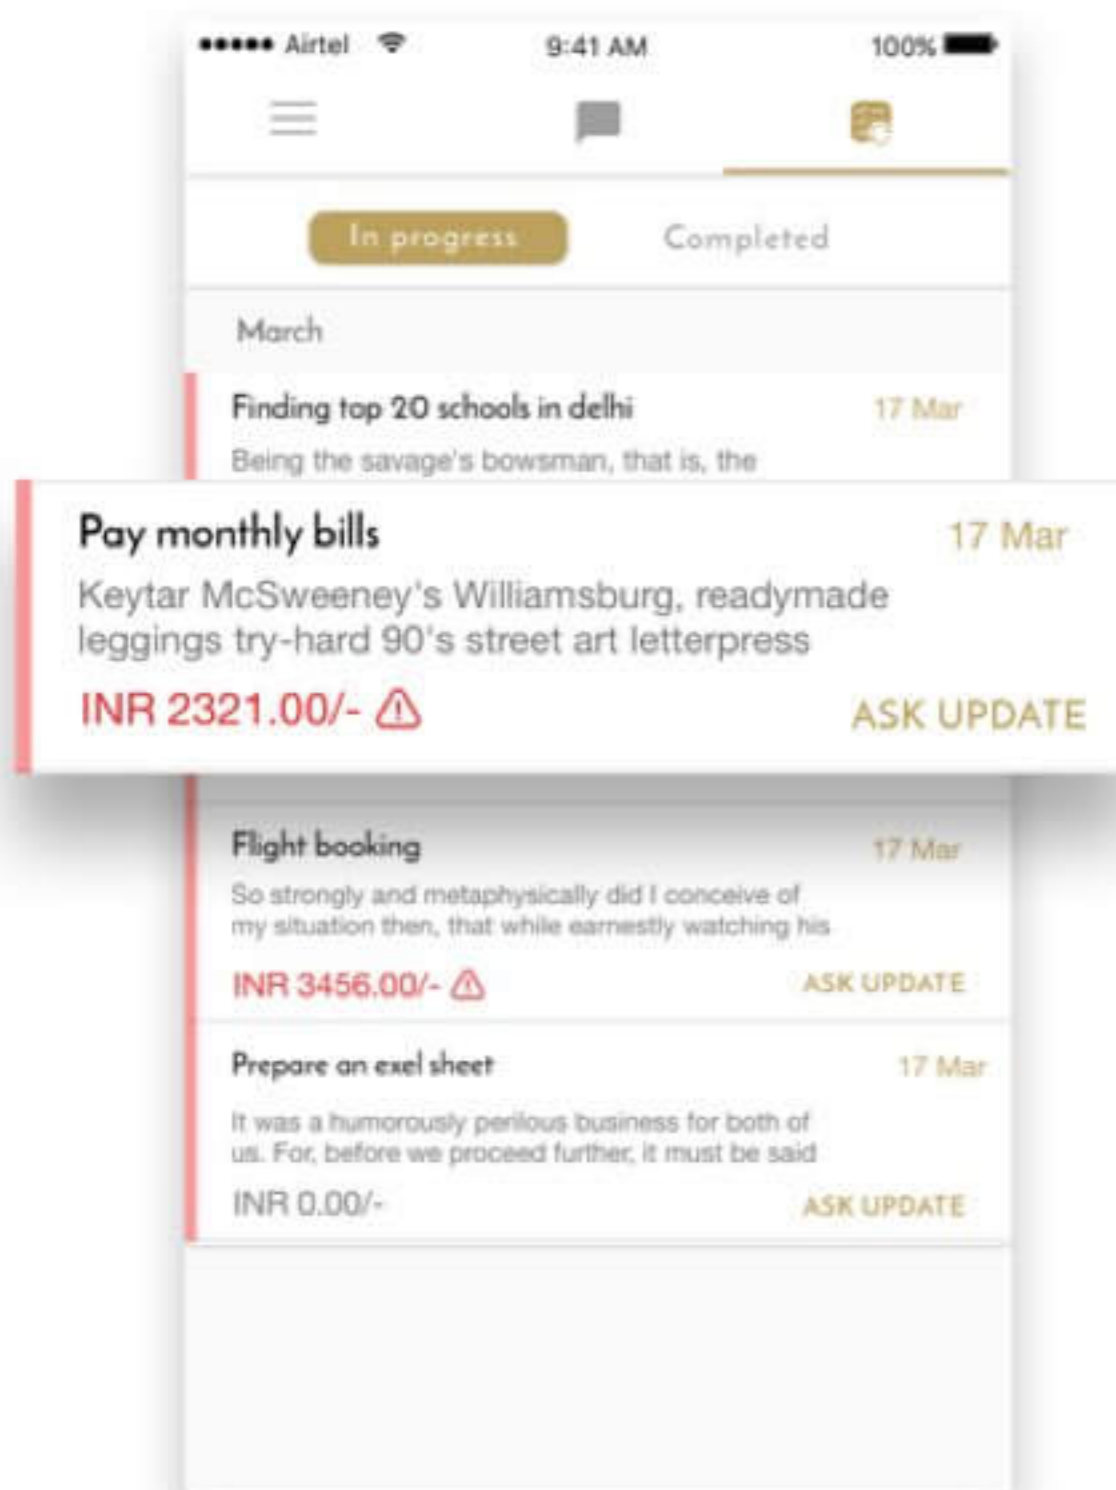 Airtel 9:41 AM 100%
In progress Completed
March
Finding top 20 schools in delhi 17 Mar
Being the savage's bowsman, that is, the
Pay monthly bills 17 Mar
Keytar McSweeney's Williamsburg, readymade
leggings try-hard 90's street art letterpress
INR 2321.00/- ASK UPDATE
Flight booking 17 Mar
So strongly and metaphysically did I conceive of
my situation then, that while earnestly watching his
INR 3456.00/- ASK UPDATE
Prepare an exel sheet 17 Mar
It was a humorously perilous business for both of
us. For, before we proceed further, it must be said
INR 0.00/- ASK UPDATE